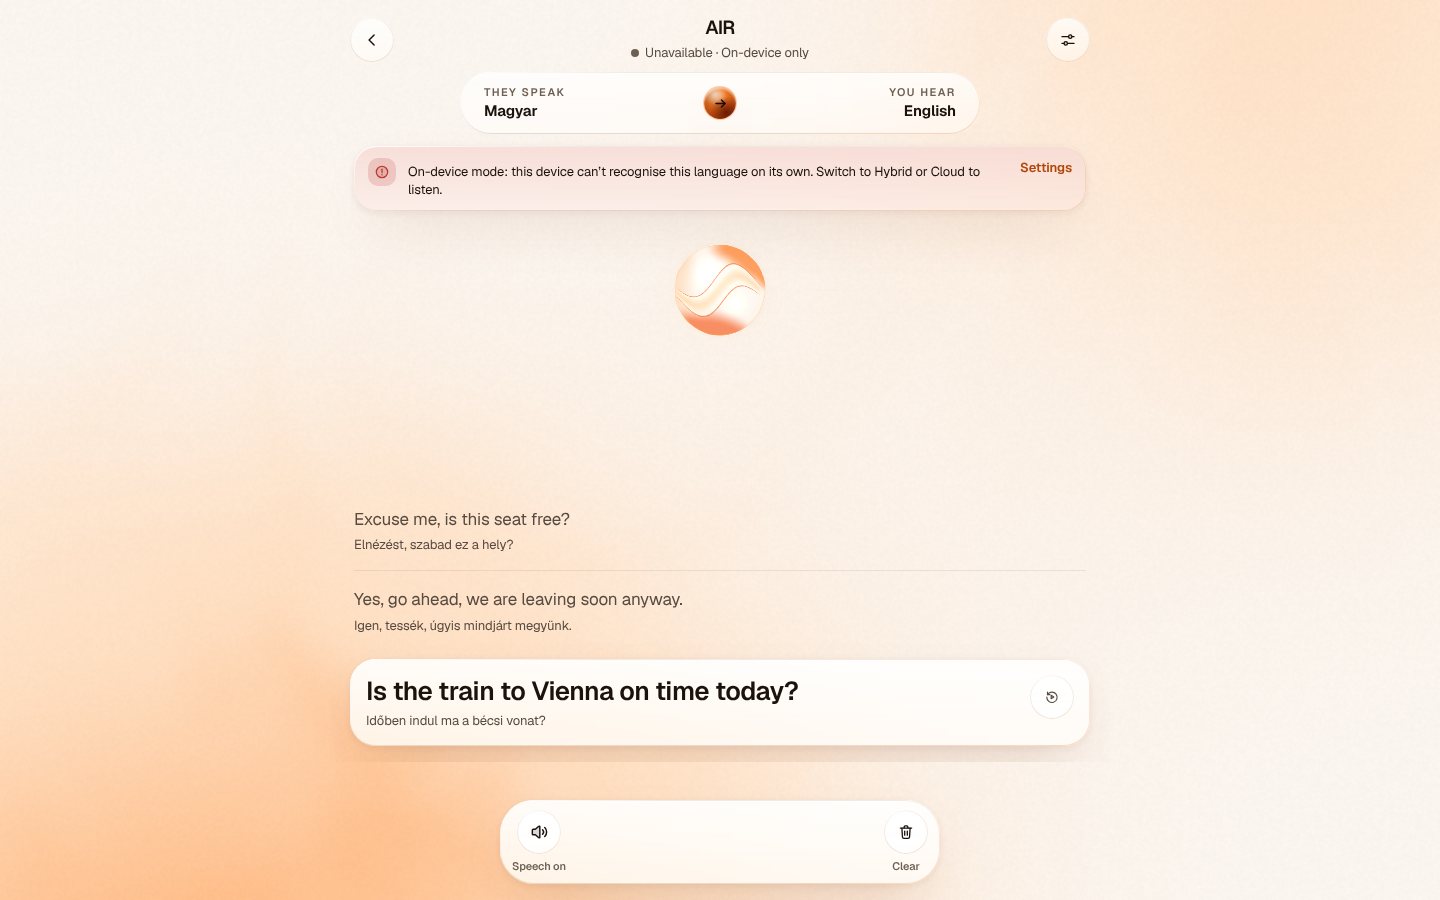 AIR
Unavailable · On-device only
THEY SPEAK
Magyar
YOU HEAR
English
On-device mode: this device can’t recognise this language on its own. Switch to Hybrid or Cloud to
listen.
Settings
Excuse me, is this seat free?
Elnézést, szabad ez a hely?
Yes, go ahead, we are leaving soon anyway.
Igen, tessék, úgyis mindjárt megyünk.
Is the train to Vienna on time today?
Időben indul ma a bécsi vonat?
Speech on
Clear